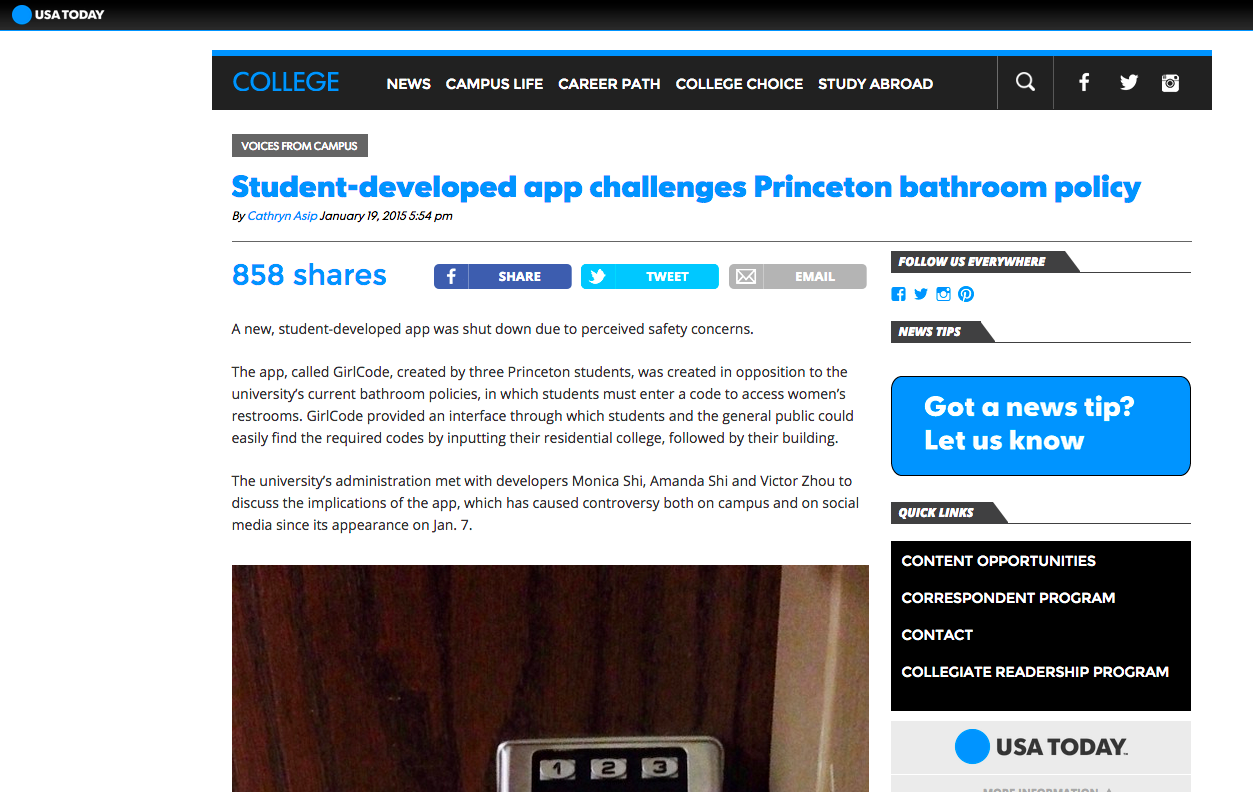 USA TODAY
COLLEGE NEWS CAMPUS LIFE CAREER PATH COLLEGE CHOICE STUDY ABROAD
VOICES FROM CAMPUS
Student-developed app challenges Princeton bathroom policy
By Cathryn Asip January 19, 2015 5:54 pm
858 shares SHARE TWEET EMAIL
A new, student-developed app was shut down due to perceived safety concerns.
The app, called GirlCode, created by three Princeton students, was created in opposition to the
university's current bathroom policies, in which students must enter a code to access women's
restrooms. GirlCode provided an interface through which students and the general public could
easily find the required codes by inputting their residential college, followed by their building.
The university's administration met with developers Monica Shi, Amanda Shi and Victor Zhou to
discuss the implications of the app, which has caused controversy both on campus and on social
media since its appearance on Jan. 7.
1 2 3
FOLLOW US EVERYWHERE
NEWS TIPS
Got a news tip?
Let us know
QUICK LINKS
CONTENT OPPORTUNITIES
CORRESPONDENT PROGRAM
CONTACT
COLLEGIATE READERSHIP PROGRAM
USA TODAY™
MORE INFORMATION